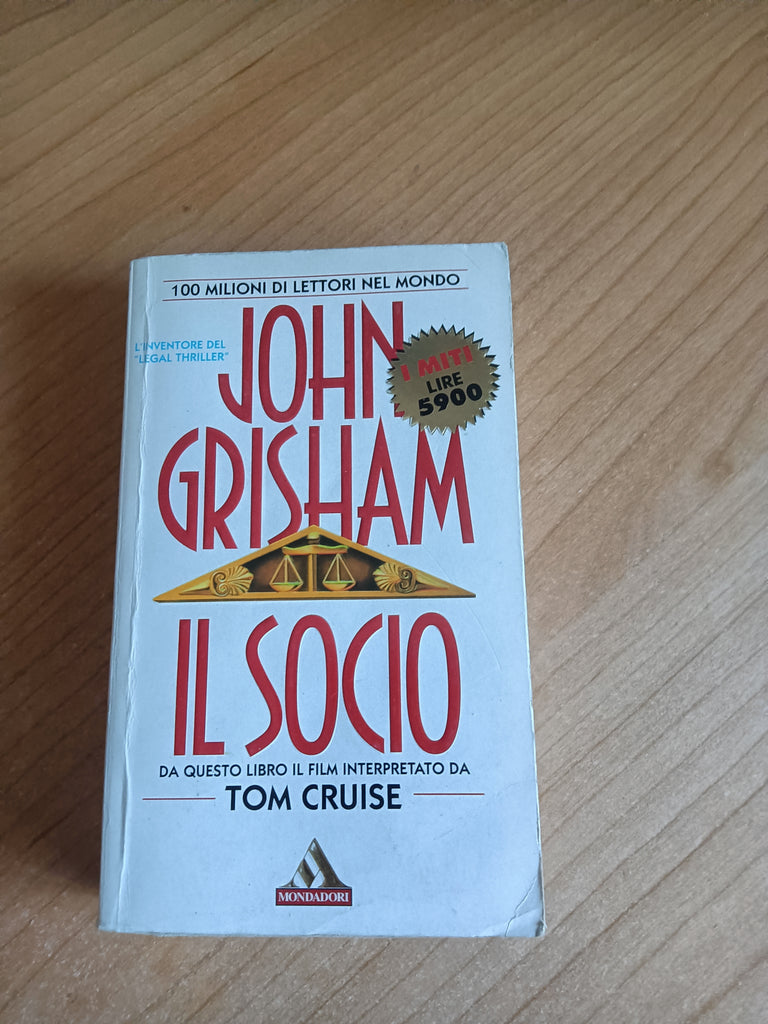 100 MILIONI DI LETTORI NEL MONDO
L'INVENTORE DEL
"LEGAL THRILLER"
JOHN
GRISHAM
I MITI
LIRE
5900
IL SOCIO
DA QUESTO LIBRO IL FILM INTERPRETATO DA
TOM CRUISE
MONDADORI